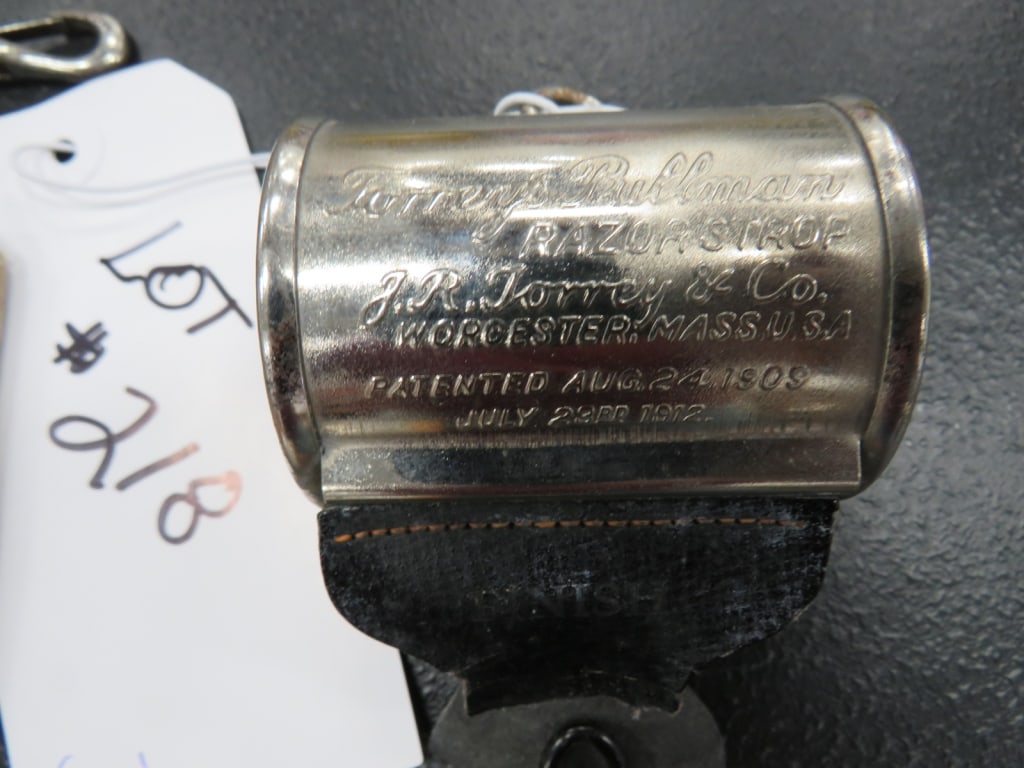 LOT
# 218
Torrey's Pullman
RAZOR STROP
J.R. Torrey & Co.
WORCESTER, MASS. U.S.A
PATENTED AUG. 24, 1909
JULY 23RD 1912.